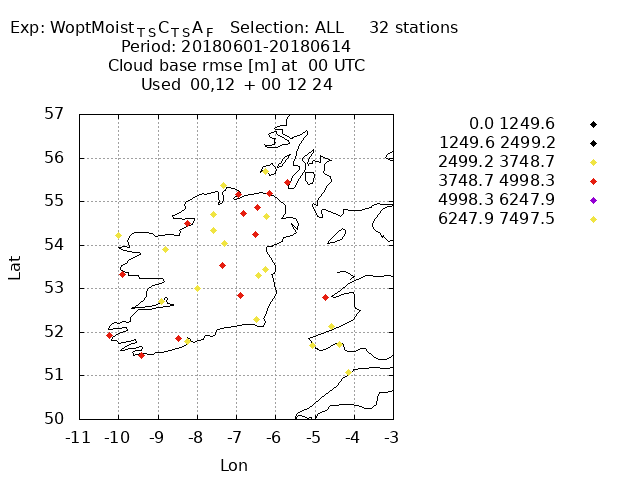 Exp: WoptMoist_TS C_TS A_F Selection: ALL 32 stations
Period: 20180601-20180614
Cloud base rmse [m] at 00 UTC
Used 00,12 + 00 12 24
0.0 1249.6
1249.6 2499.2
2499.2 3748.7
3748.7 4998.3
4998.3 6247.9
6247.9 7497.5
57
56
55
54
53
52
51
50
Lat
-11 -10 -9 -8 -7 -6 -5 -4 -3
Lon